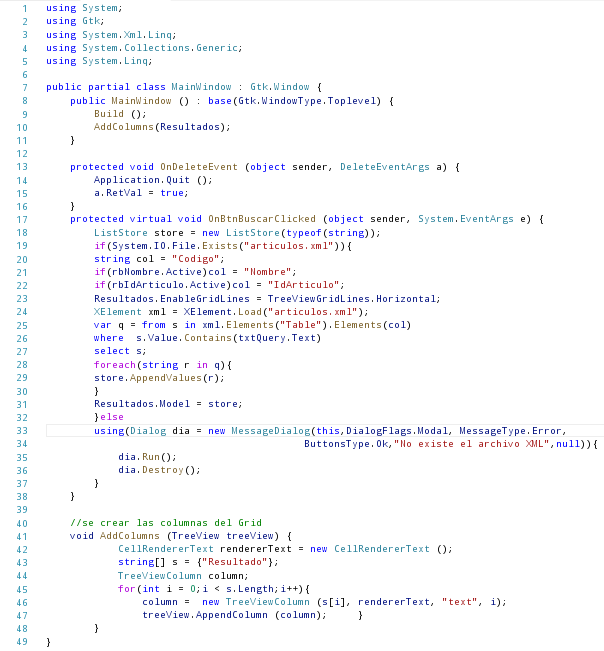 1 using System;
2 using Gtk;
3 using System.Xml.Linq;
4 using System.Collections.Generic;
5 using System.Linq;
6
7 public partial class MainWindow : Gtk.Window {
8     public MainWindow () : base(Gtk.WindowType.Toplevel) {
9         Build ();
10         AddColumns(Resultados);
11     }
12
13     protected void OnDeleteEvent (object sender, DeleteEventArgs a) {
14         Application.Quit ();
15         a.RetVal = true;
16     }
17     protected virtual void OnBtnBuscarClicked (object sender, System.EventArgs e) {
18         ListStore store = new ListStore(typeof(string));
19         if(System.IO.File.Exists("articulos.xml")){
20         string col = "Codigo";
21         if(rbNombre.Active)col = "Nombre";
22         if(rbIdArticulo.Active)col = "IdArticulo";
23         Resultados.EnableGridLines = TreeViewGridLines.Horizontal;
24         XElement xml = XElement.Load("articulos.xml");
25         var q = from s in xml.Elements("Table").Elements(col)
26         where  s.Value.Contains(txtQuery.Text)
27         select s;
28         foreach(string r in q){
29         store.AppendValues(r);
30         }
31         Resultados.Model = store;
32         }else
33         using(Dialog dia = new MessageDialog(this,DialogFlags.Modal, MessageType.Error,
34                                            ButtonsType.Ok,"No existe el archivo XML",null)){
35             dia.Run();
36             dia.Destroy();
37         }
38     }
39
40     //se crear las columnas del Grid
41     void AddColumns (TreeView treeView) {
42             CellRendererText rendererText = new CellRendererText ();
43             string[] s = {"Resultado"};
44             TreeViewColumn column;
45             for(int i = 0;i < s.Length;i++){
46                 column =  new TreeViewColumn (s[i], rendererText, "text", i);
47                 treeView.AppendColumn (column);     }
48         }
49 }